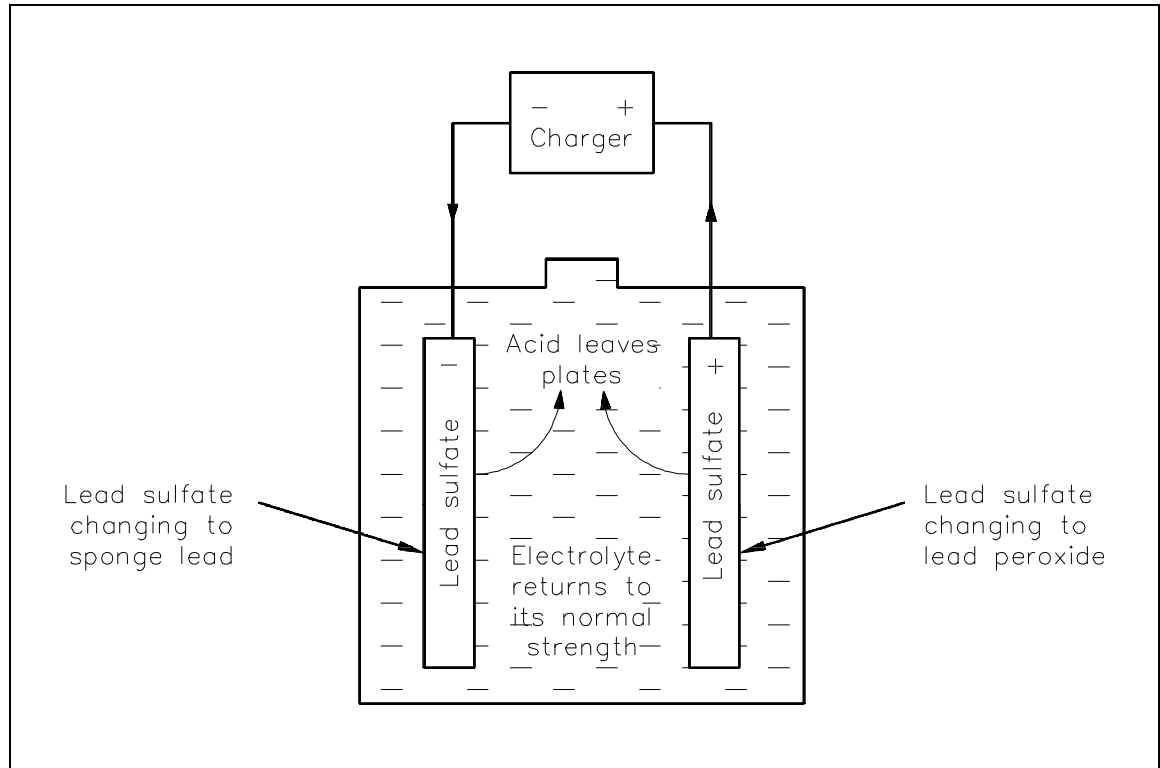 − +
Charger
Acid leaves
plates
−
Lead sulfate
+
Lead sulfate
Lead sulfate
changing to
sponge lead
Lead sulfate
changing to
lead peroxide
Electrolyte
returns to
its normal
strength